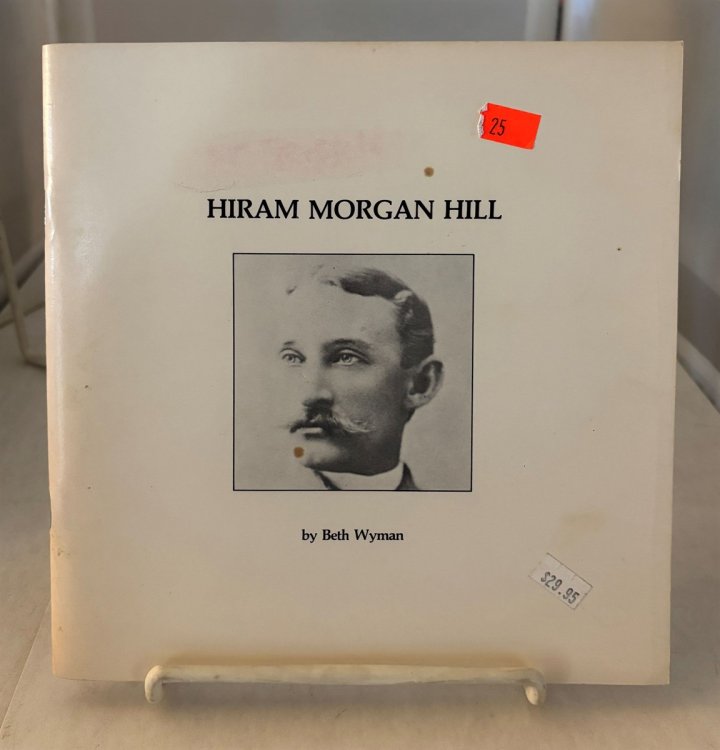 25
HIRAM MORGAN HILL
by Beth Wyman
$29.95